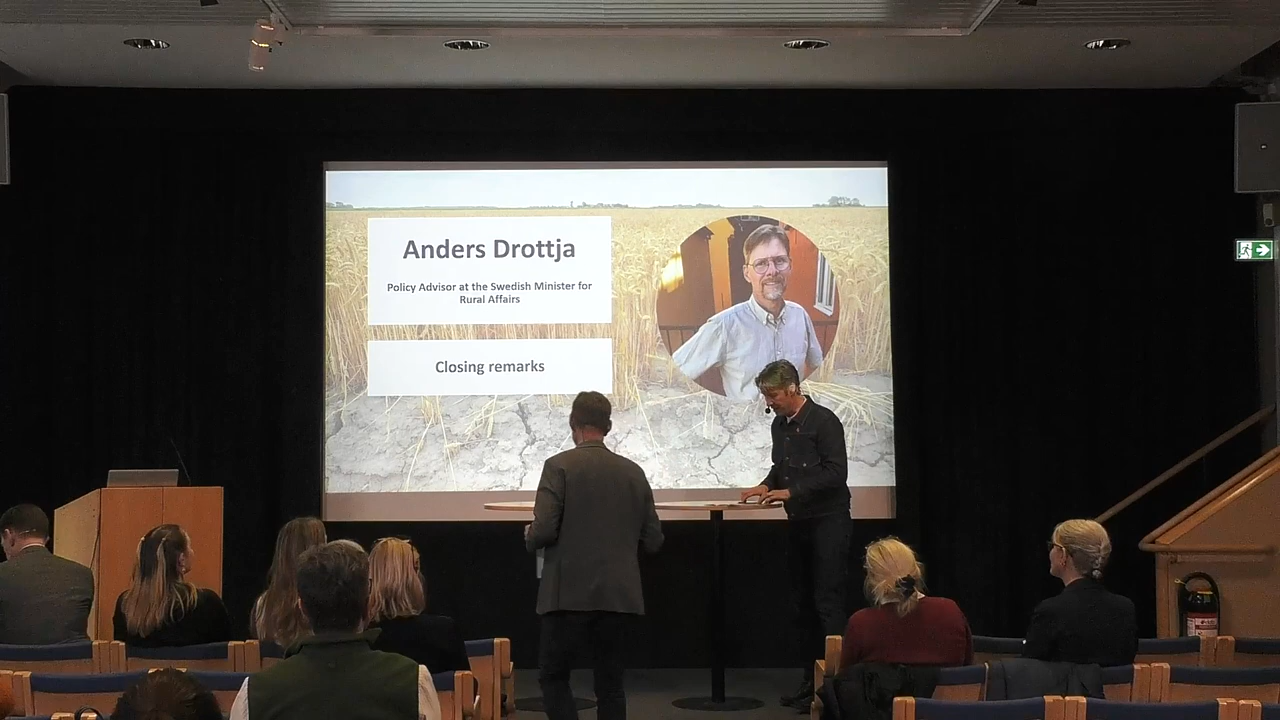 Anders Drottja
Policy Advisor at the Swedish Minister for
Rural Affairs
Closing remarks